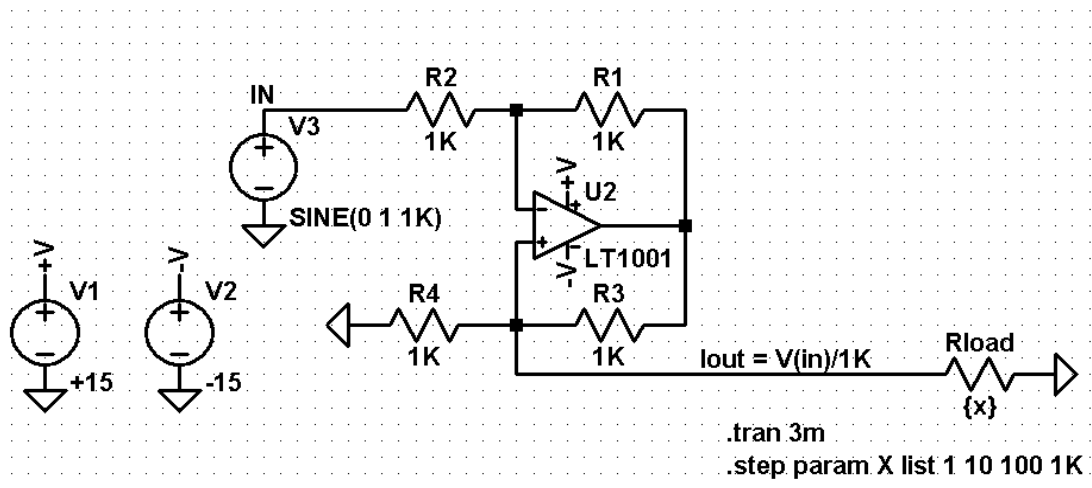 R2
R1
IN
V3
1K
1K
+V
U2
-
+
+
-
SINE(0 1 1K)
LT1001
-V
+V
-V
V1
V2
R4
R3
1K
1K
Rload
Iout = V(in)/1K
+15
-15
{x}
.tran 3m
.step param X list 1 10 100 1K